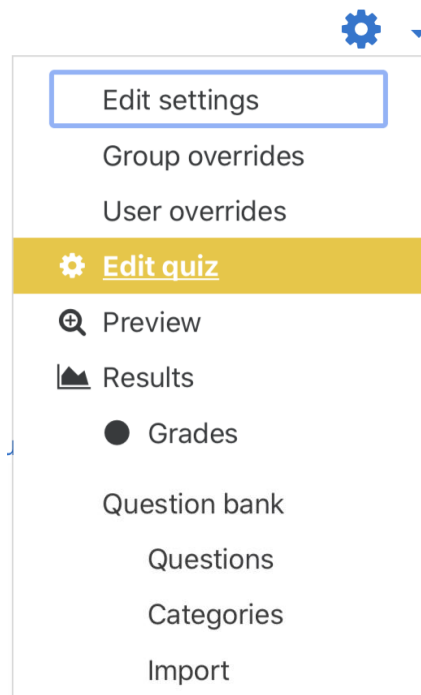 Edit settings
Group overrides
User overrides
Edit quiz
Preview
Results
Grades
Question bank
Questions
Categories
Import